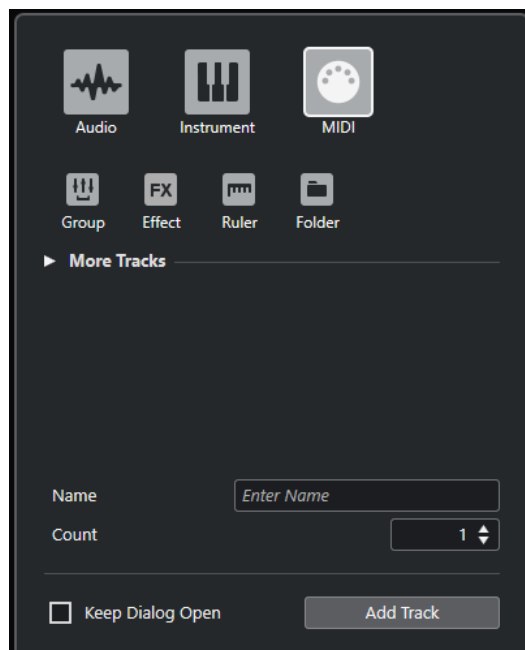 Audio Instrument MIDI
FX
Group Effect Ruler Folder
More Tracks
Name Enter Name
Count 1
Keep Dialog Open Add Track